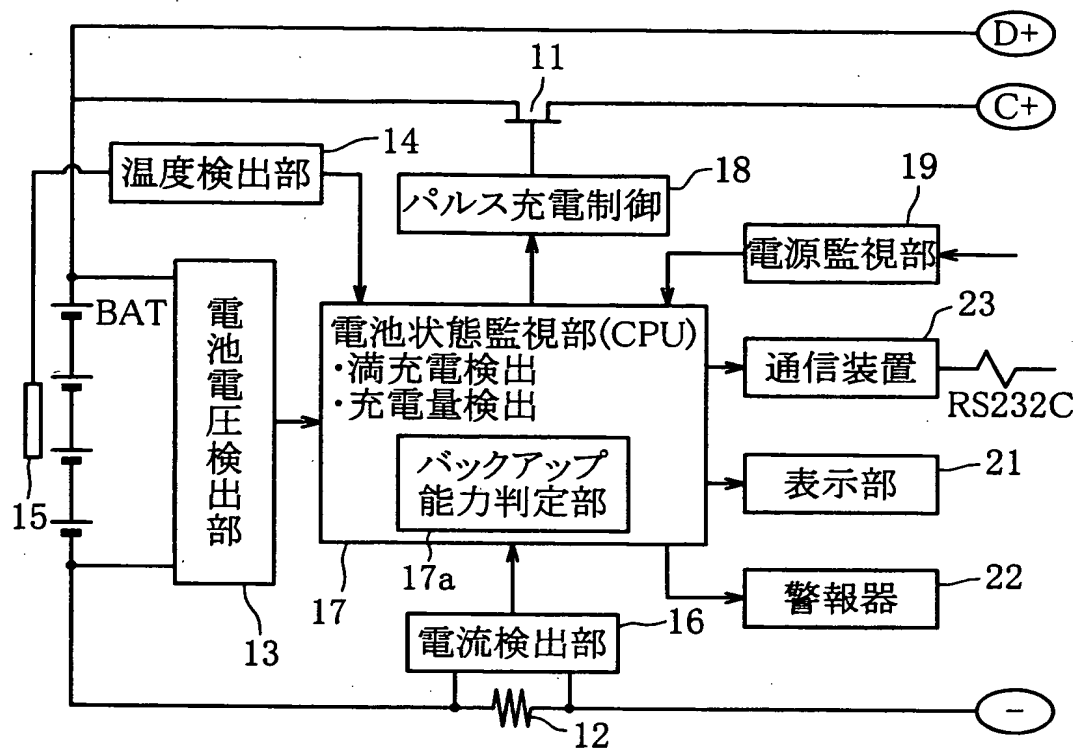 D+
11
C+
14
温度検出部
18
パルス充電制御
19
電源監視部
BAT
電池電圧検出部
電池状態監視部(CPU)
・満充電検出
・充電量検出
23
通信装置
RS232C
バックアップ
能力判定部
21
表示部
15
17
17a
22
警報器
13
16
電流検出部
12
−